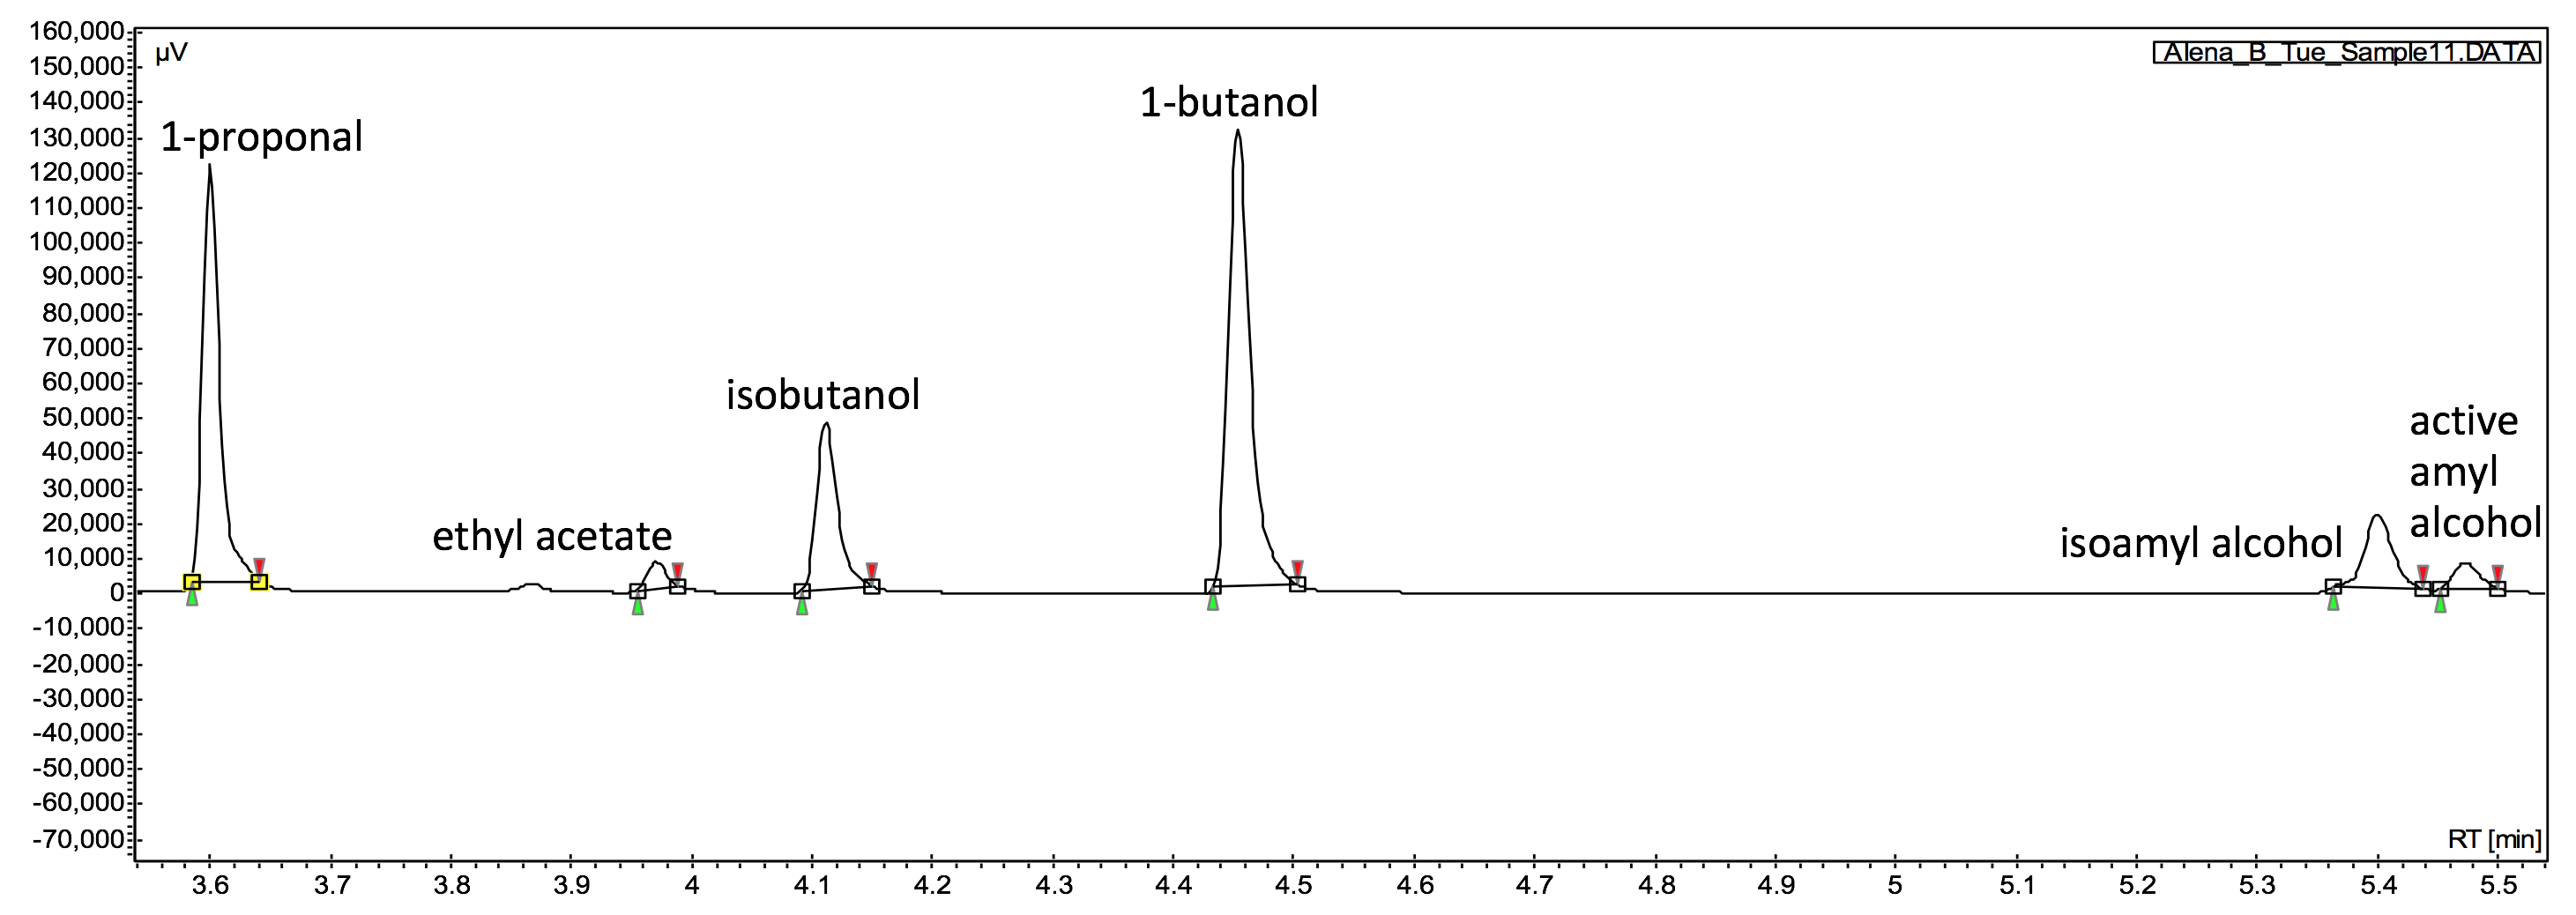 160,000
150,000
140,000
130,000
120,000
110,000
100,000
90,000
80,000
70,000
60,000
50,000
40,000
30,000
20,000
10,000
0
-10,000
-20,000
-30,000
-40,000
-50,000
-60,000
-70,000
µV
Alena_B_Tue_Sample11.DATA
1-proponal
ethyl acetate
isobutanol
1-butanol
isoamyl alcohol
active
amyl
alcohol
RT [min]
3.6 3.7 3.8 3.9 4 4.1 4.2 4.3 4.4 4.5 4.6 4.7 4.8 4.9 5 5.1 5.2 5.3 5.4 5.5